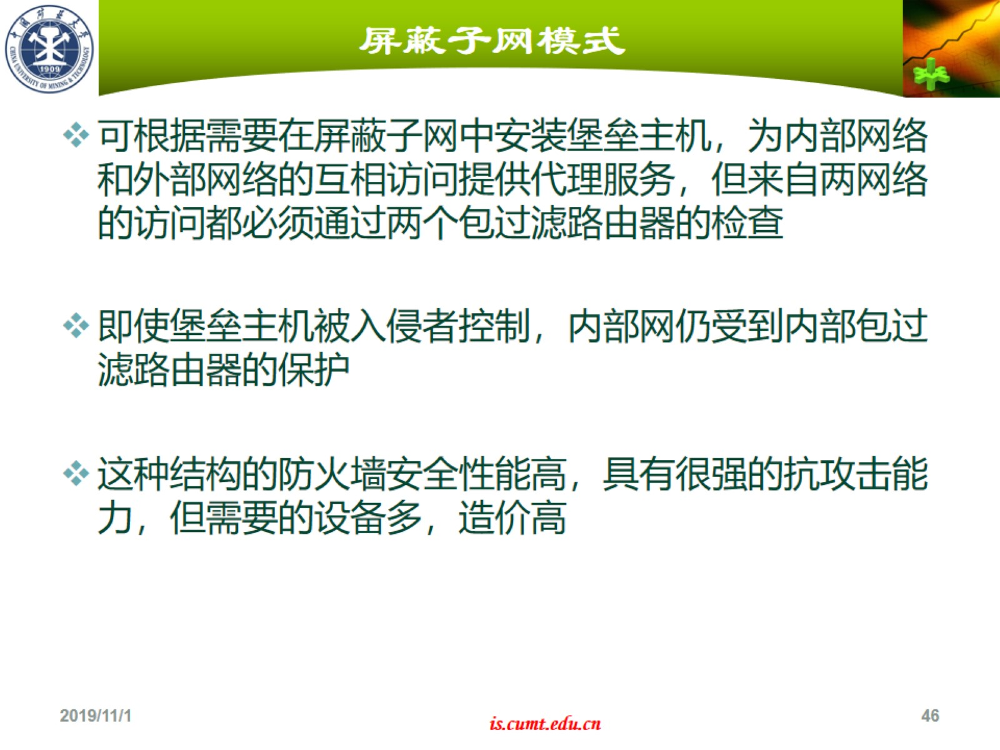 中国矿业大学
1909
CHINA UNIVERSITY OF MINING & TECHNOLOGY
屏蔽子网模式
可根据需要在屏蔽子网中安装堡垒主机，为内部网络
和外部网络的互相访问提供代理服务，但来自两网络
的访问都必须通过两个包过滤路由器的检查
即使堡垒主机被入侵者控制，内部网仍受到内部包过
滤路由器的保护
这种结构的防火墙安全性能高，具有很强的抗攻击能
力，但需要的设备多，造价高
2019/11/1
is.cumt.edu.cn
46